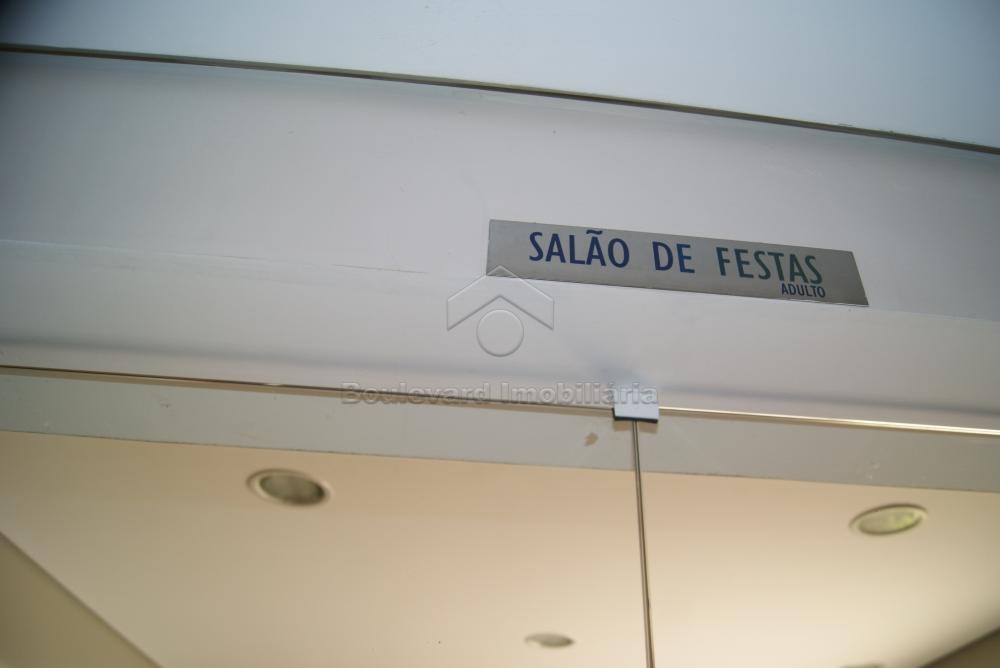 SALÃO DE FESTAS
ADULTO
Boulevard Imobiliária